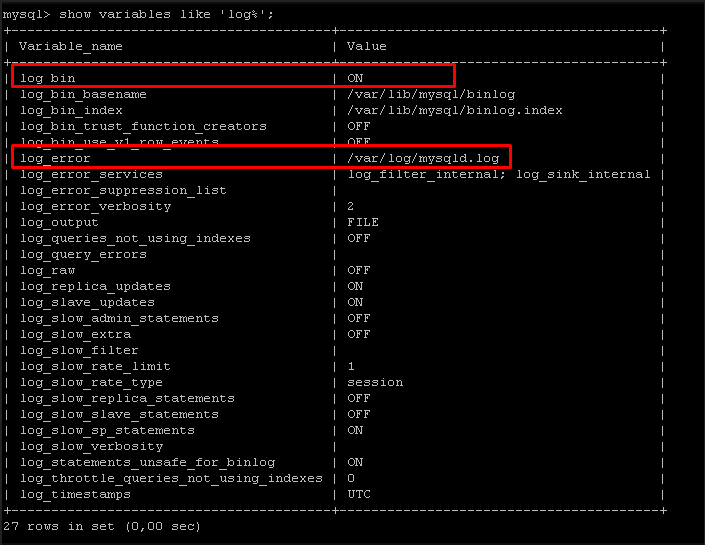 mysql> show variables like 'log%';
| Variable_name | Value |
| log_bin | ON |
| log_bin_basename | /var/lib/mysql/binlog |
| log_bin_index | /var/lib/mysql/binlog.index |
| log_bin_trust_function_creators | OFF |
| log_bin_use_v1_row_events | OFF |
| log_error | /var/log/mysqld.log |
| log_error_services | log_filter_internal; log_sink_internal |
| log_error_suppression_list | |
| log_error_verbosity | 2 |
| log_output | FILE |
| log_queries_not_using_indexes | OFF |
| log_query_errors | |
| log_raw | OFF |
| log_replica_updates | ON |
| log_slave_updates | ON |
| log_slow_admin_statements | OFF |
| log_slow_extra | OFF |
| log_slow_filter | |
| log_slow_rate_limit | 1 |
| log_slow_rate_type | session |
| log_slow_replica_statements | OFF |
| log_slow_slave_statements | OFF |
| log_slow_sp_statements | ON |
| log_slow_verbosity | |
| log_statements_unsafe_for_binlog | ON |
| log_throttle_queries_not_using_indexes | 0 |
| log_timestamps | UTC |
27 rows in set (0,00 sec)